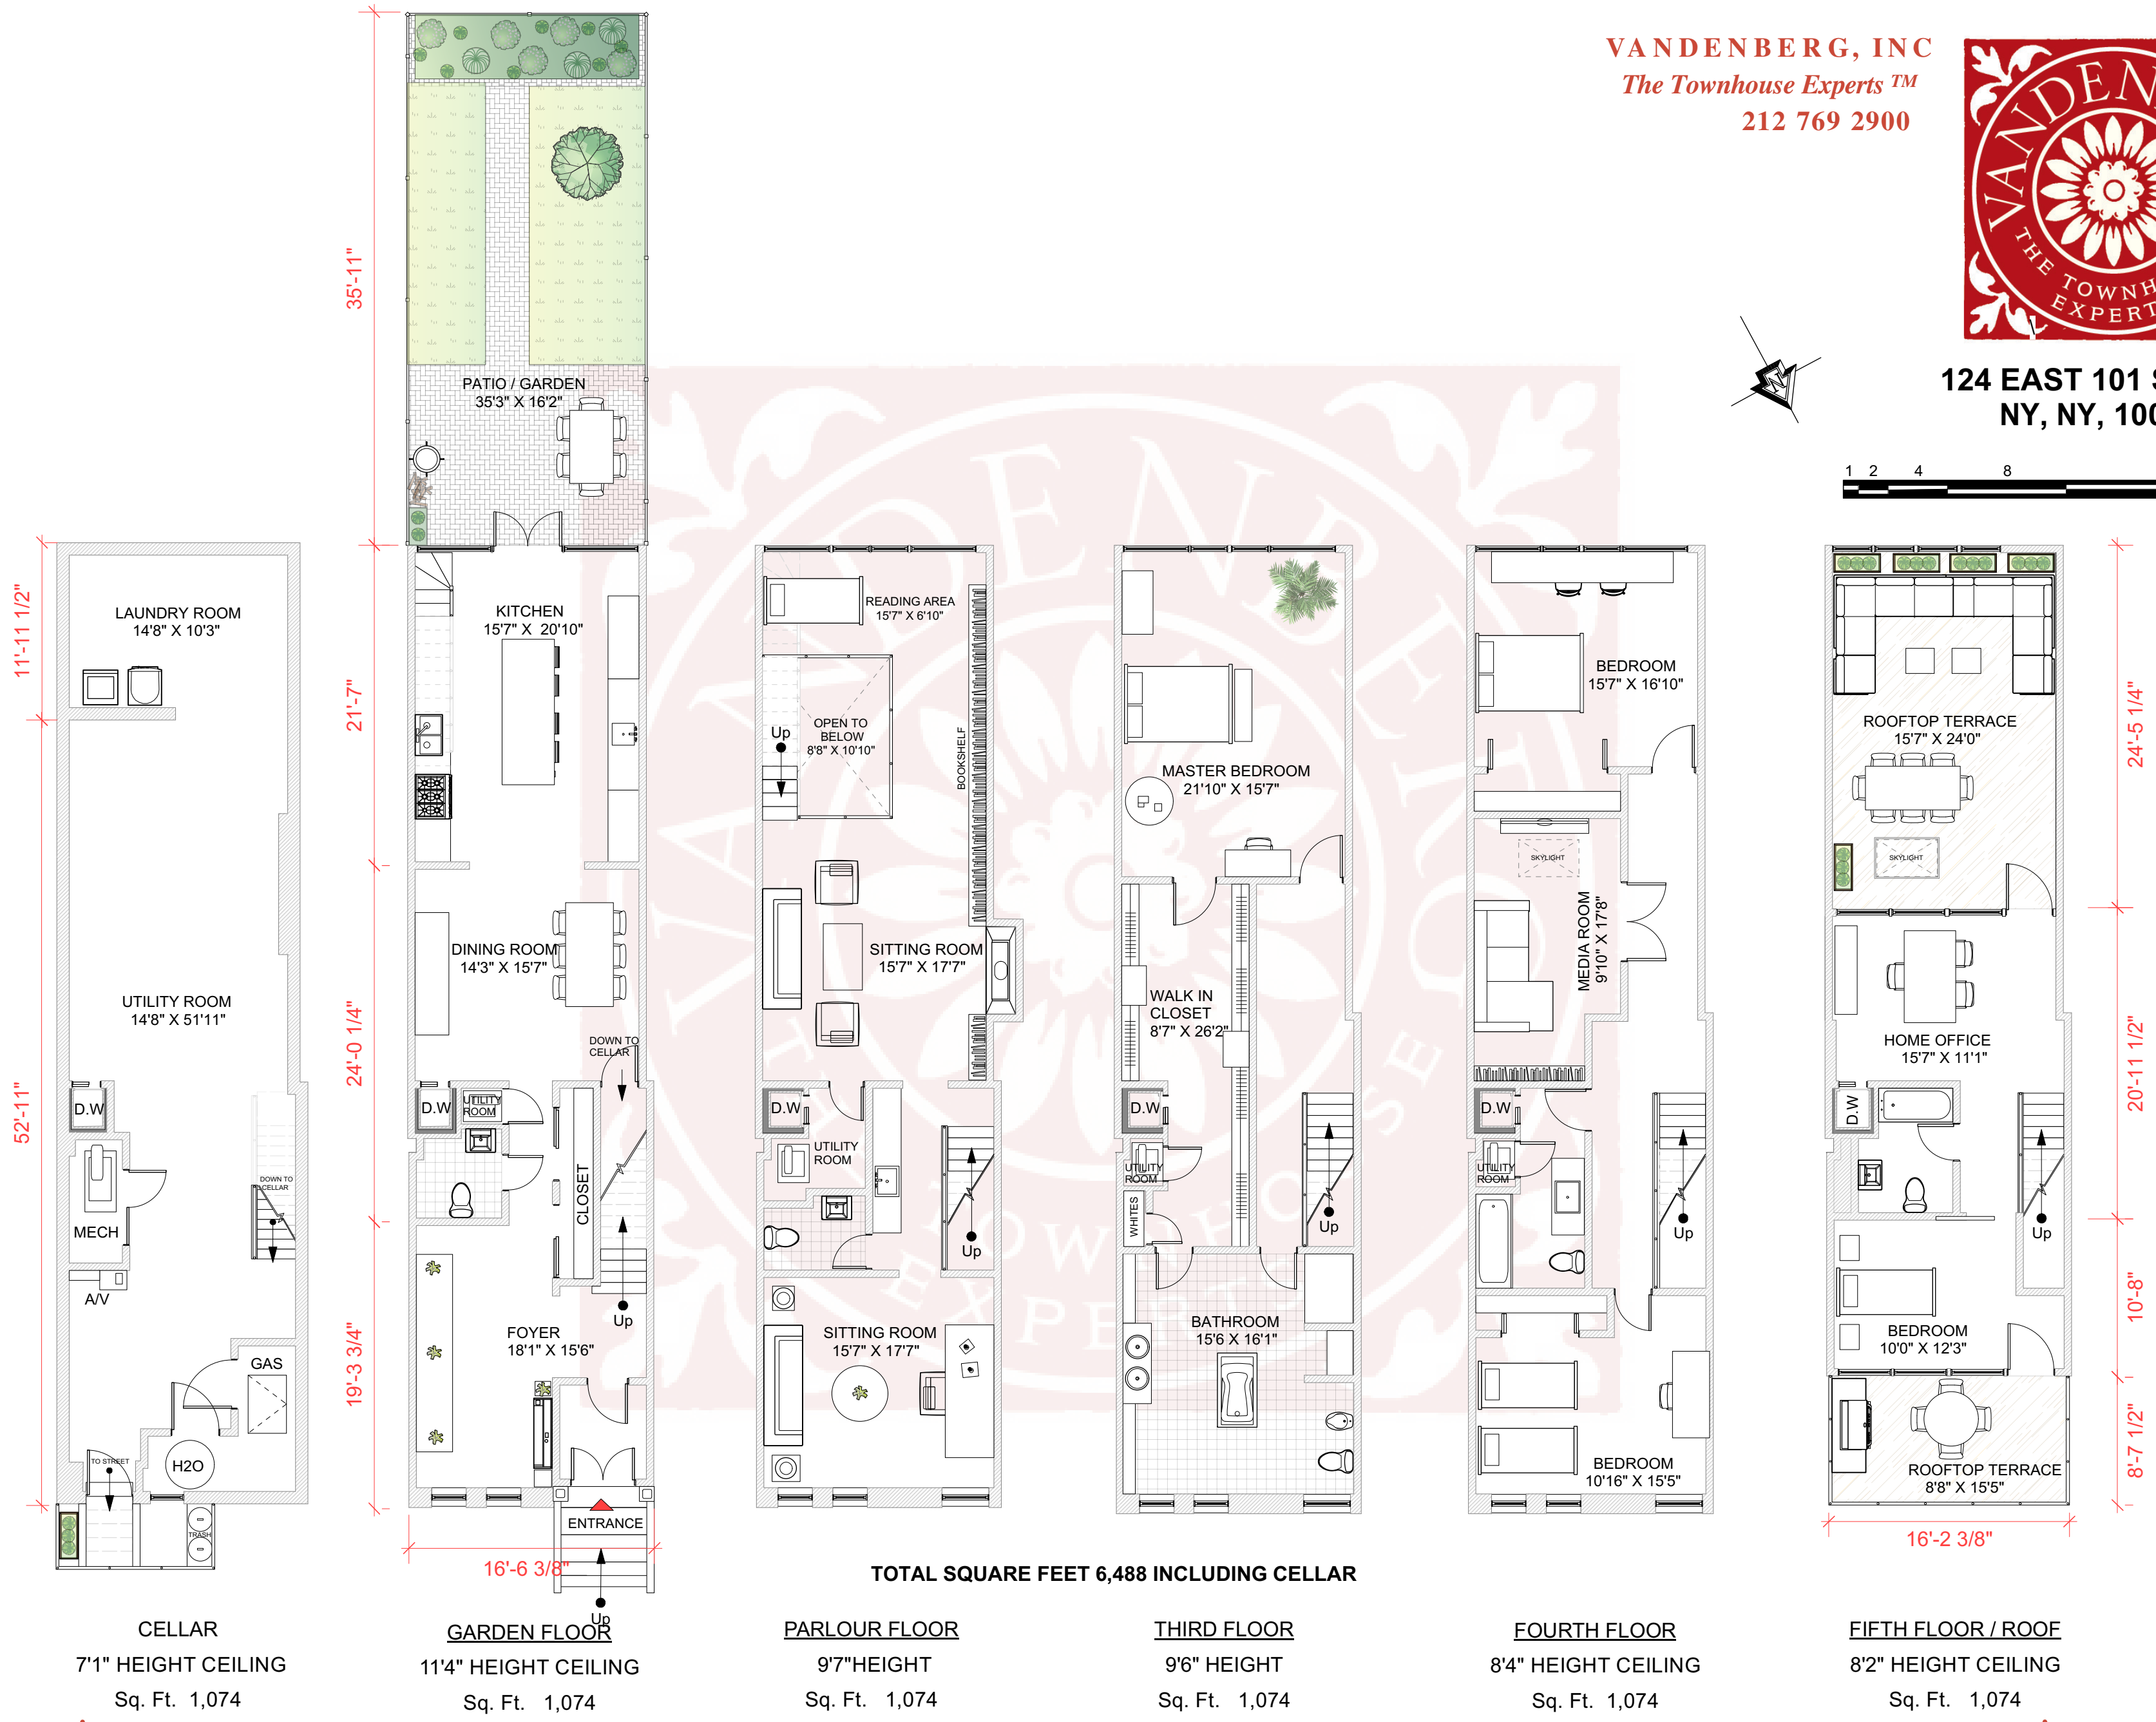 VANDENBERG, INC
The Townhouse Experts TM
212 769 2900
VANDEN
THE TOWNH
EXPERT
N
124 EAST 101
NY, NY,
1 2 4 8
35'-11"
21'-7"
24'-0 1/4"
19'-3 3/4"
16'-6 3/8"
11'-11 1/2"
52'-11"
24'-5 1/4"
20'-11 1/2"
10'-8"
8'-7 1/2"
16'-2 3/8"
LAUNDRY ROOM
14'8" X 10'3"
UTILITY ROOM
14'8" X 51'11"
D.W
DOWN TO
CELLAR
MECH
A/V
GAS
H2O
TO STREET
TRASH
PATIO / GARDEN
35'3" X 16'2"
KITCHEN
15'7" X 20'10"
DINING ROOM
14'3" X 15'7"
DOWN TO
CELLAR
D.W
UTILITY
ROOM
CLOSET
Up
FOYER
18'1" X 15'6"
ENTRANCE
Up
READING AREA
15'7" X 6'10"
OPEN TO
BELOW
8'8" X 10'10"
Up
BOOKSHELF
SITTING ROOM
15'7" X 17'7"
D.W
UTILITY
ROOM
Up
SITTING ROOM
15'7" X 17'7"
MASTER BEDROOM
21'10" X 15'7"
WALK IN
CLOSET
8'7" X 26'2"
D.W
UTILITY
ROOM
WHITES
Up
BATHROOM
15'6 X 16'1"
BEDROOM
15'7" X 16'10"
SKYLIGHT
MEDIA ROOM
9'10" X 17'8"
D.W
UTILITY
ROOM
Up
BEDROOM
10'16" X 15'5"
ROOFTOP TERRACE
15'7" X 24'0"
SKYLIGHT
HOME OFFICE
15'7" X 11'1"
D.W
Up
BEDROOM
10'0" X 12'3"
ROOFTOP TERRACE
8'8" X 15'5"
VANDENBERG
THE TOWNHOUSE
EXPERTS
TOTAL SQUARE FEET 6,488 INCLUDING CELLAR
CELLAR
7'1" HEIGHT CEILING
Sq. Ft. 1,074
GARDEN FLOOR
11'4" HEIGHT CEILING
Sq. Ft. 1,074
PARLOUR FLOOR
9'7"HEIGHT
Sq. Ft. 1,074
THIRD FLOOR
9'6" HEIGHT
Sq. Ft. 1,074
FOURTH FLOOR
8'4" HEIGHT CEILING
Sq. Ft. 1,074
FIFTH FLOOR / ROOF
8'2" HEIGHT CEILING
Sq. Ft. 1,074